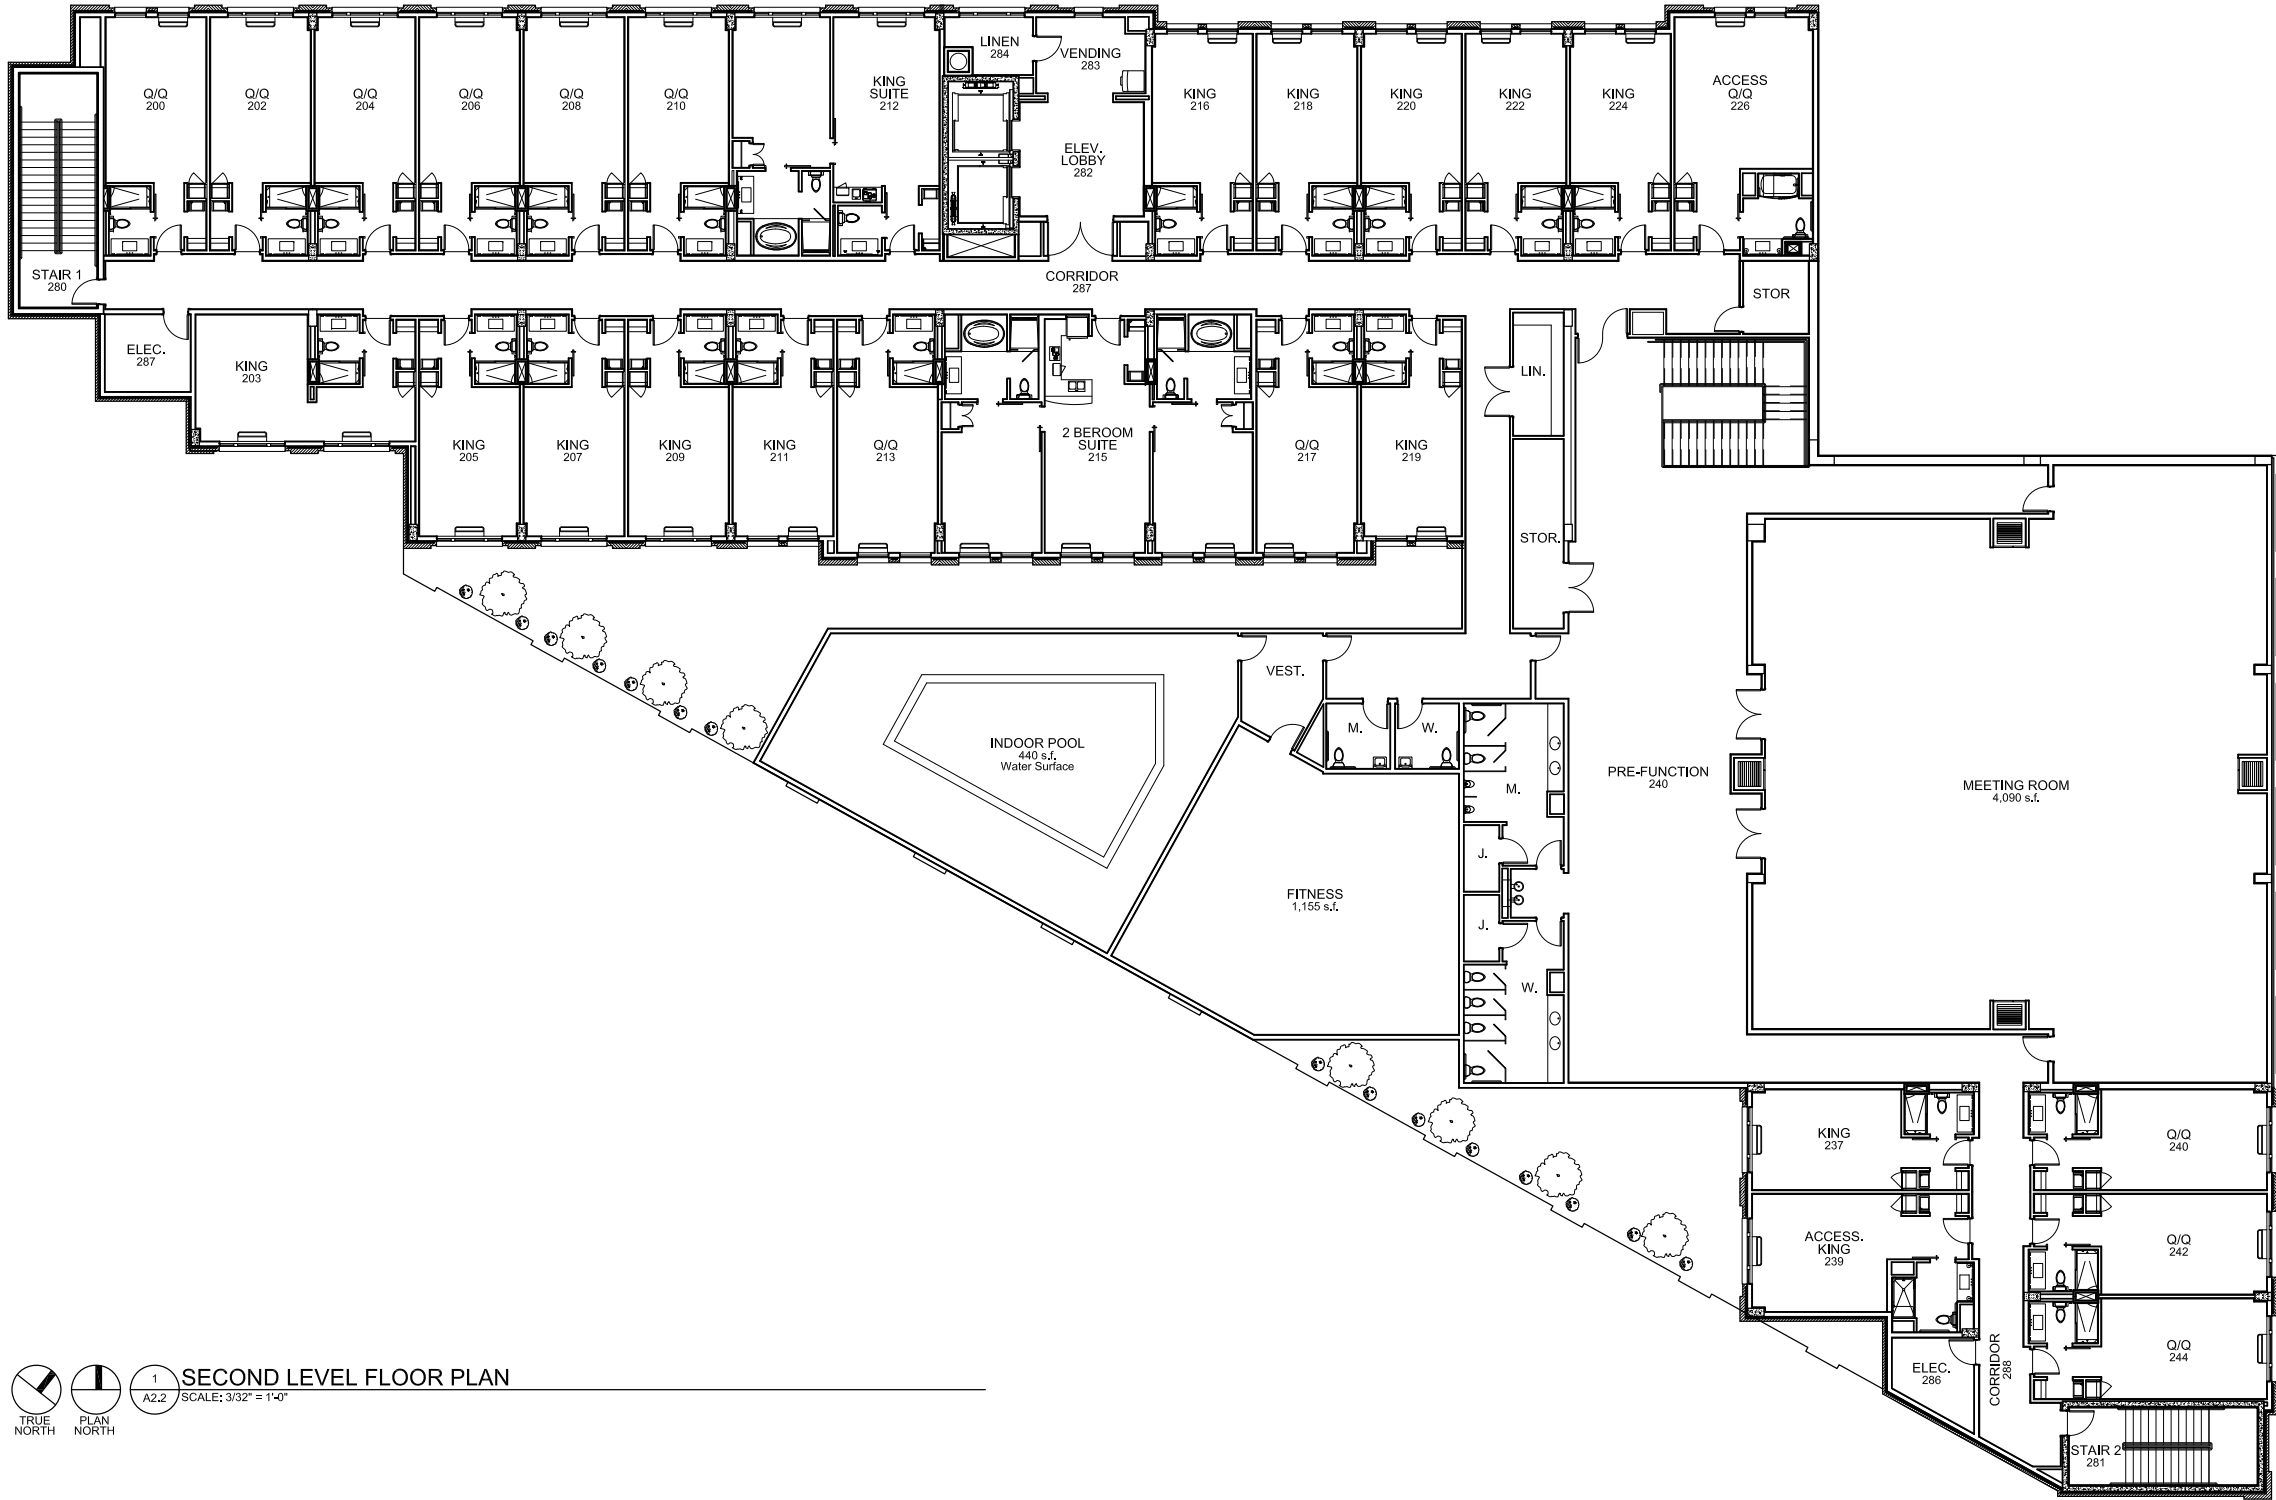 Q/Q
200
Q/Q
202
Q/Q
204
Q/Q
206
Q/Q
208
Q/Q
210
KING
SUITE
212
LINEN
284
VENDING
283
ELEV.
LOBBY
282
KING
216
KING
218
KING
220
KING
222
KING
224
ACCESS
Q/Q
226
STAIR 1
280
CORRIDOR
287
STOR
ELEC.
287
KING
203
KING
205
KING
207
KING
209
KING
211
Q/Q
213
2 BEROOM
SUITE
215
Q/Q
217
KING
219
LIN.
STOR.
VEST.
M.
W.
INDOOR POOL
440 s.f.
Water Surface
M.
PRE-FUNCTION
240
MEETING ROOM
4,090 s.f.
J.
FITNESS
1,155 s.f.
J.
W.
KING
237
Q/Q
240
ACCESS.
KING
239
Q/Q
242
Q/Q
244
ELEC.
286
CORRIDOR
288
STAIR 2
281
TRUE
NORTH
PLAN
NORTH
1
A2.2
SECOND LEVEL FLOOR PLAN
SCALE: 3/32" = 1'-0"